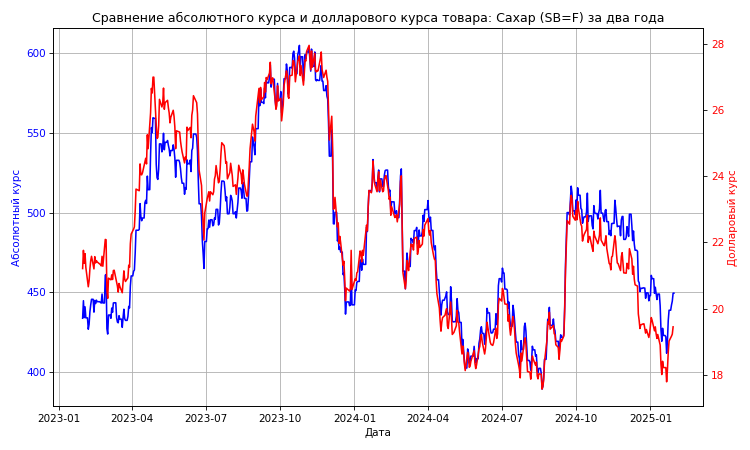 Сравнение абсолютного курса и долларового курса товара: Сахар (SB=F) за два года
Абсолютный курс
600
550
500
450
400
28
26
24
22
20
18
Долларовый курс
2023-01 2023-04 2023-07 2023-10 2024-01 2024-04 2024-07 2024-10 2025-01
Дата